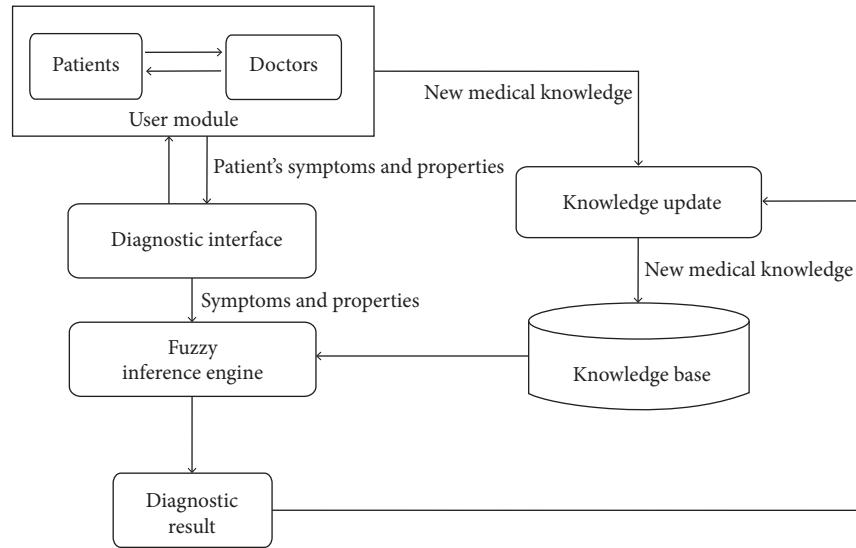 Patients
Doctors
User module
New medical knowledge
Patient’s symptoms and properties
Knowledge update
Diagnostic interface
New medical knowledge
Symptoms and properties
Fuzzy
inference engine
Knowledge base
Diagnostic
result